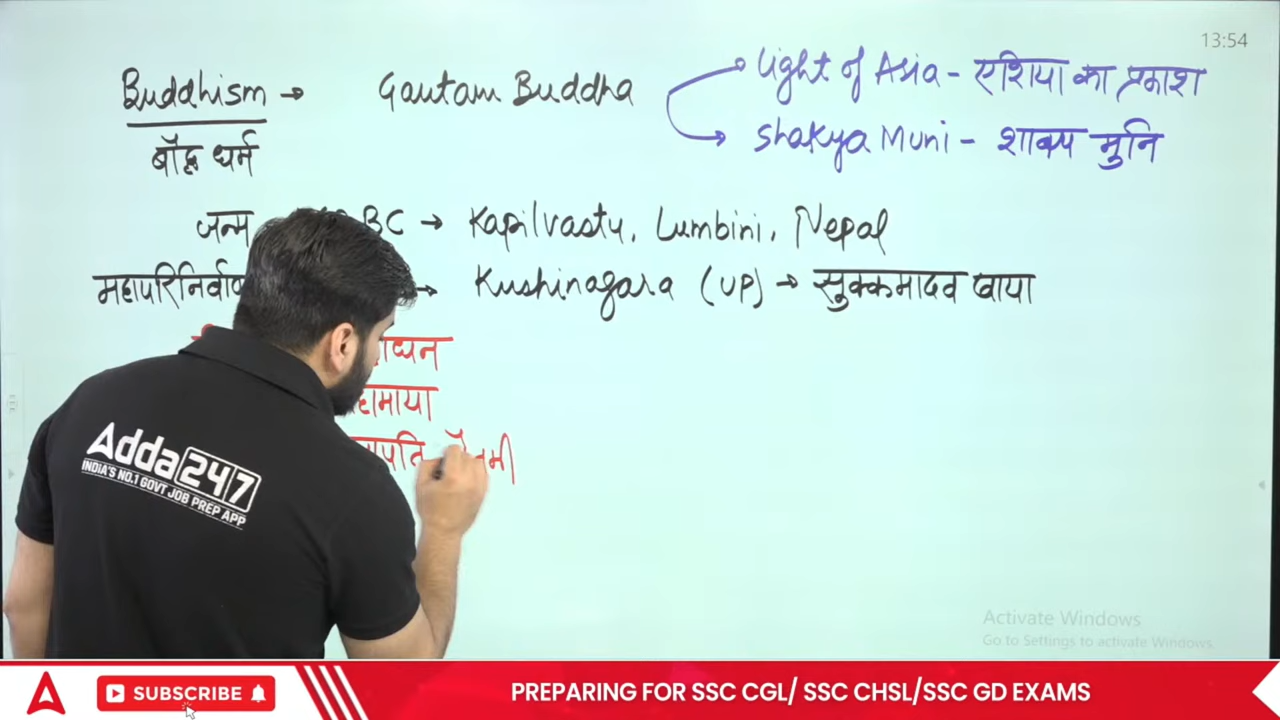 13:54
Buddhism → Gautam Buddha
Light of Asia - एशिया का प्रकाश
बौद्ध धर्म
Shakya Muni - शाक्य मुनि
जन्म BC → Kapilvastu, Lumbini, Nepal
महापरिनिर्वाण → Kushinagara (UP) → सुक्कमादव खाया
Adda247
INDIA'S NO.1 GOVT JOB PREP APP
Activate Windows
Go to Settings to activate Windows.
SUBSCRIBE
PREPARING FOR SSC CGL/ SSC CHSL/SSC GD EXAMS